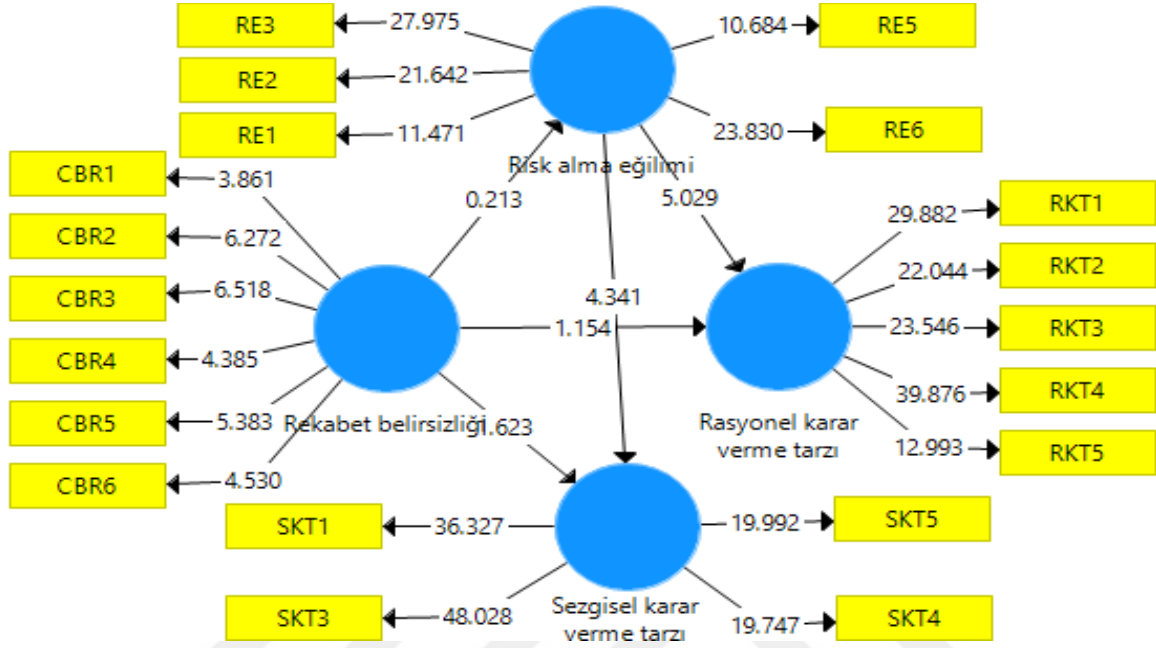 RE3
27.975
10.684
RE5
RE2
21.642
RE1
11.471
23.830
RE6
Risk alma eğilimi
CBR1
3.861
0.213
5.029
29.882
RKT1
CBR2
6.272
22.044
RKT2
CBR3
6.518
4.341
1.154
23.546
RKT3
CBR4
4.385
39.876
RKT4
CBR5
5.383
Rekabet belirsizliği
1.623
Rasyonel karar
verme tarzı
12.993
RKT5
CBR6
4.530
SKT1
36.327
19.992
SKT5
Sezgisel karar
verme tarzı
SKT3
48.028
19.747
SKT4